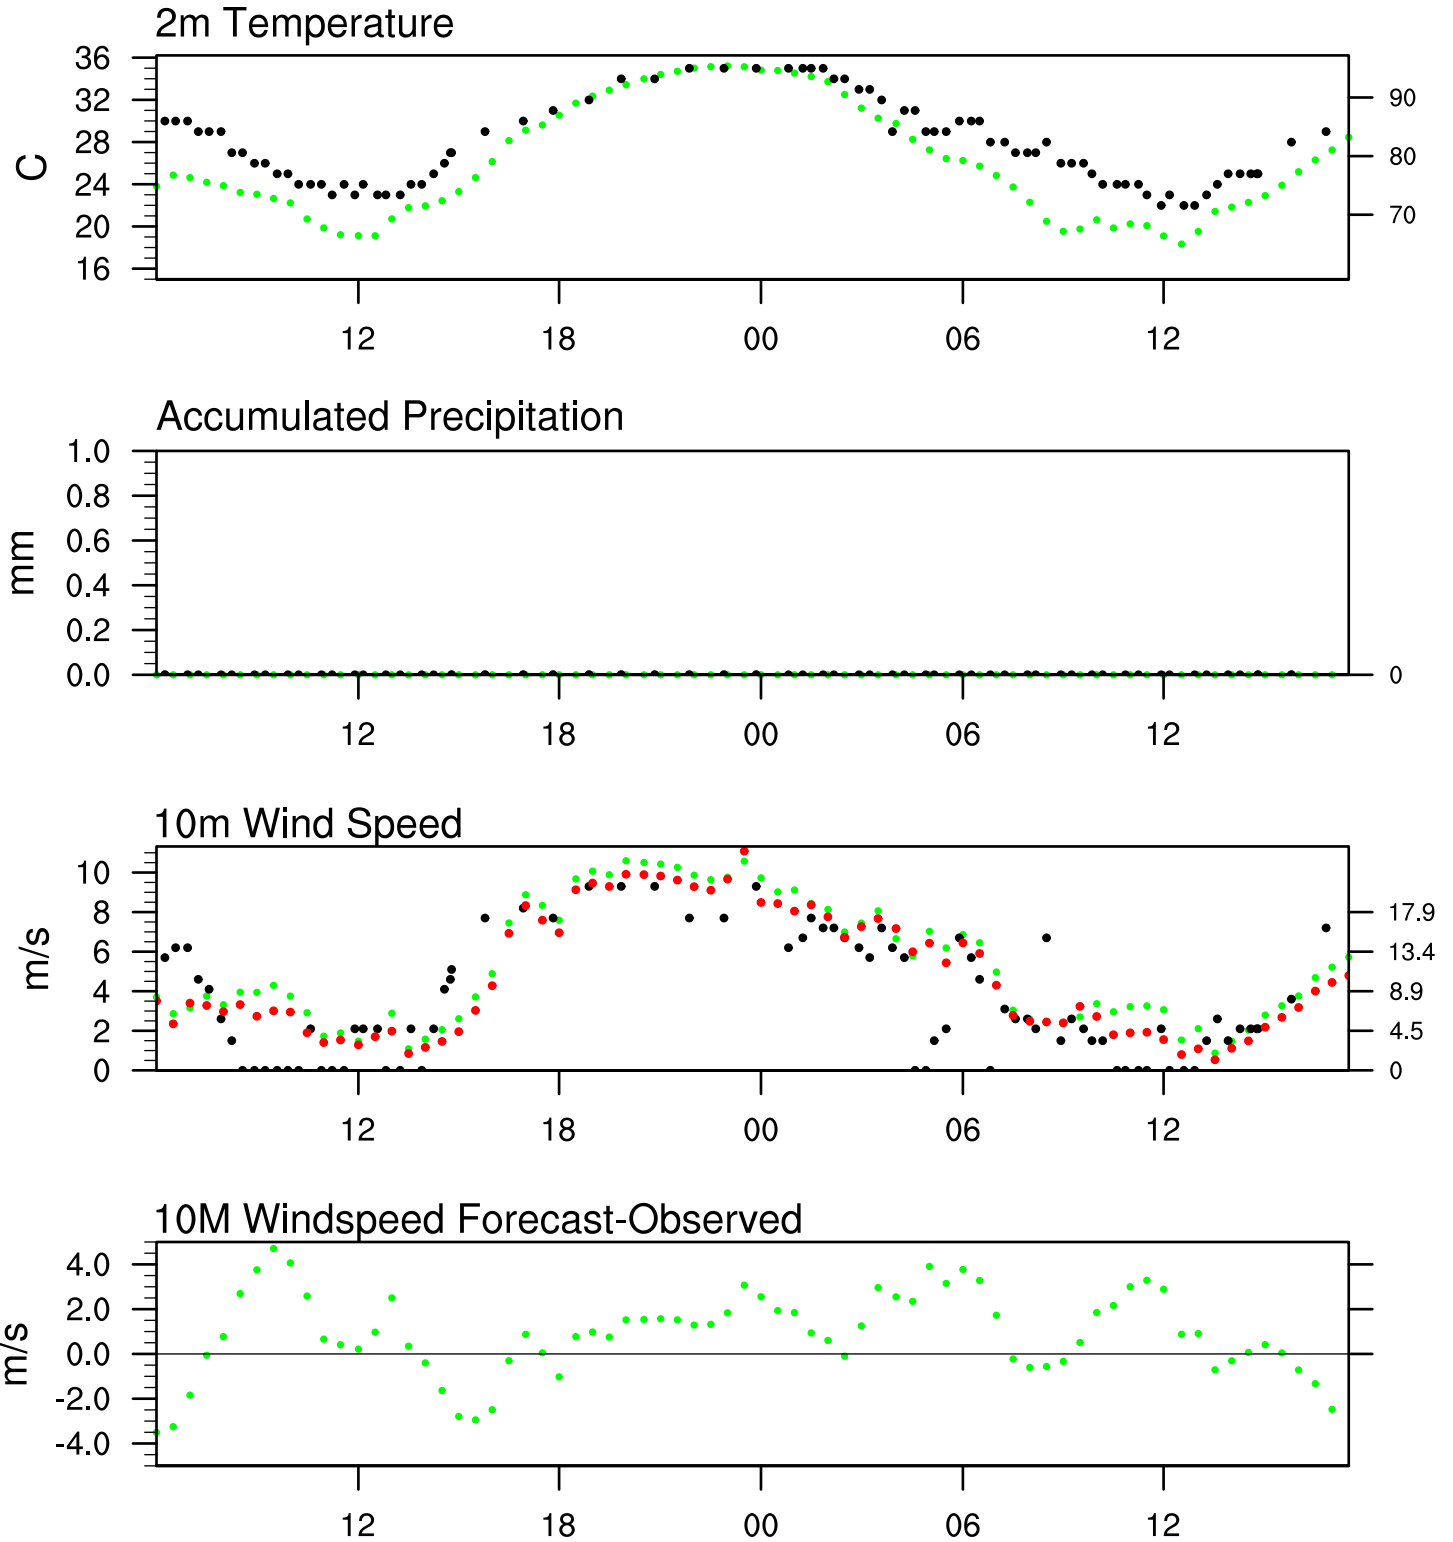 2m Temperature
36
32
28
24
20
16
C
90
80
70
12 18 00 06 12
Accumulated Precipitation
1.0
0.8
0.6
0.4
0.2
0.0
mm
0
12 18 00 06 12
10m Wind Speed
10
8
6
4
2
0
m/s
17.9
13.4
8.9
4.5
0
12 18 00 06 12
10M Windspeed Forecast-Observed
4.0
2.0
0.0
-2.0
-4.0
m/s
12 18 00 06 12